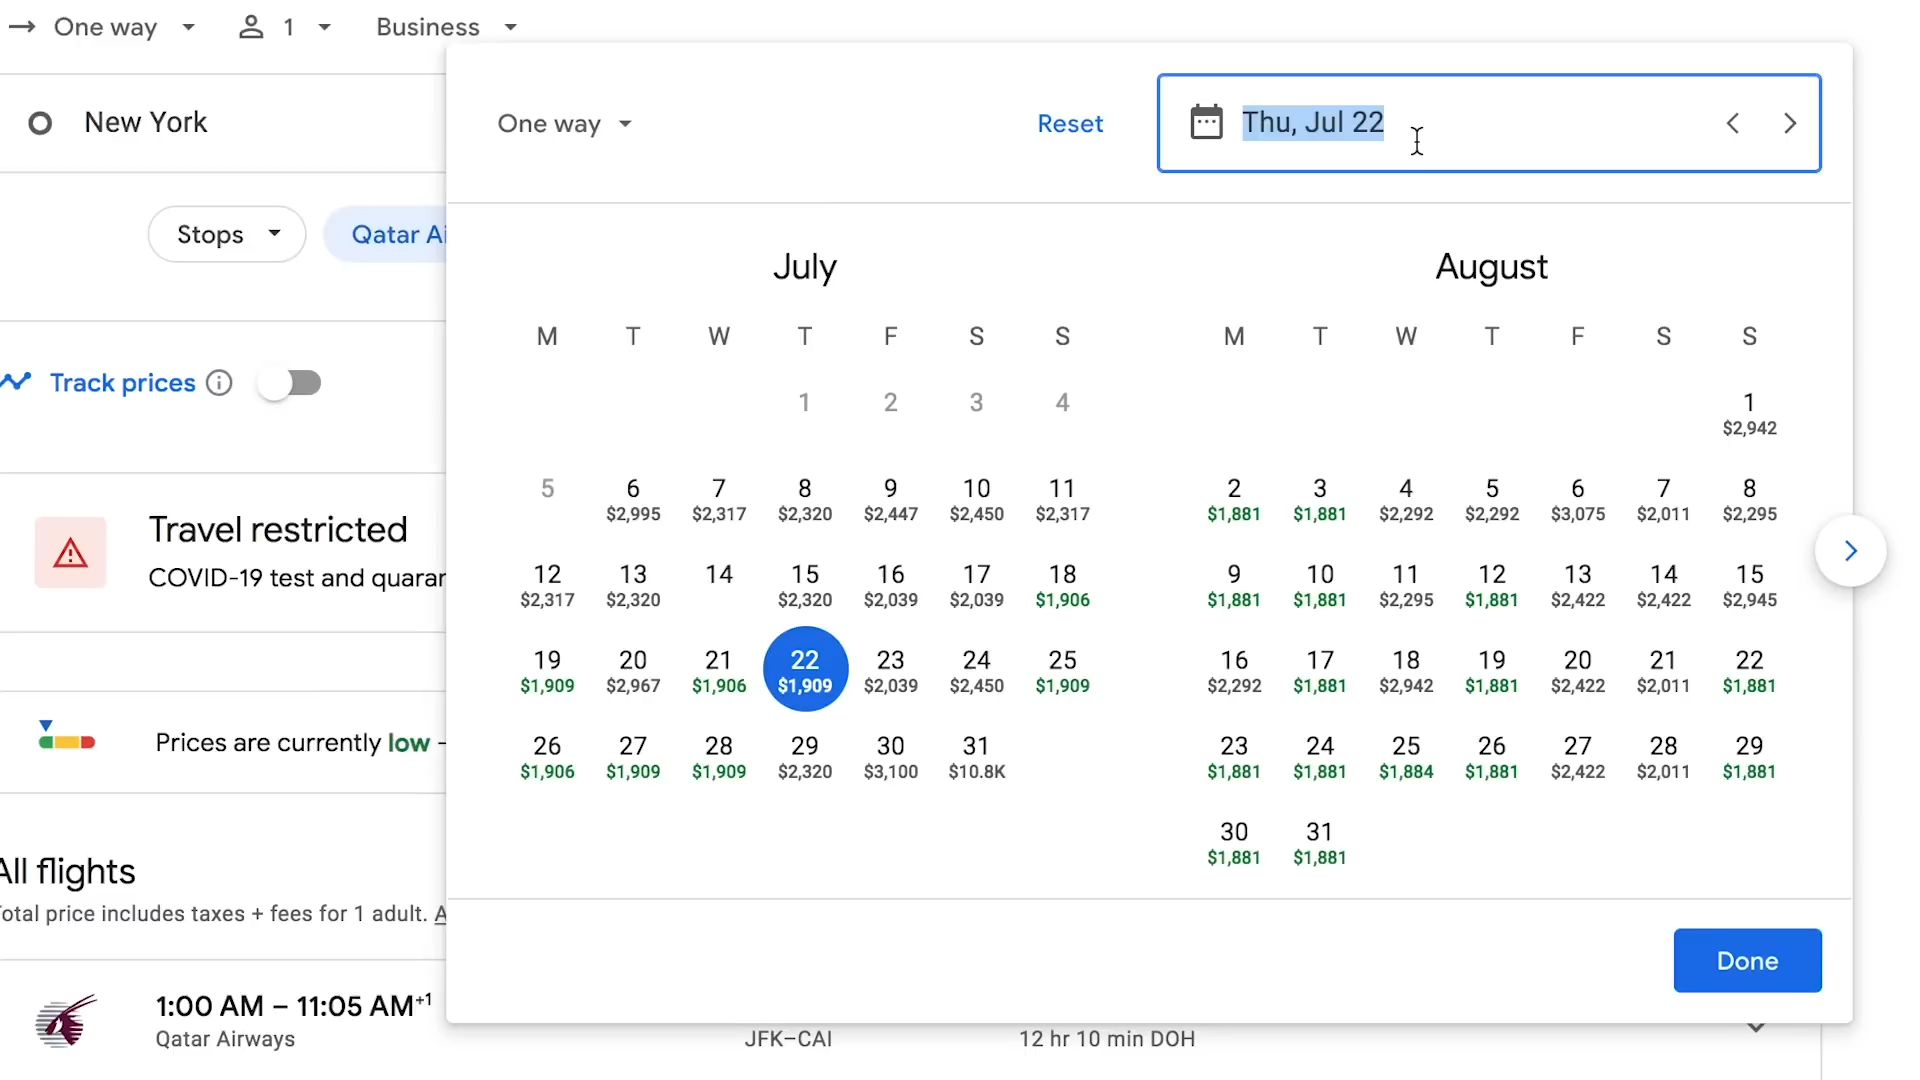 One way 1 Business
New York
Stops Qatar Ai
Track prices
Travel restricted
COVID-19 test and quarar
Prices are currently low -
All flights
otal price includes taxes + fees for 1 adult. A
1:00 AM – 11:05 AM+1
Qatar Airways
JFK–CAI
12 hr 10 min DOH
One way
Reset
Thu, Jul 22
July
M T W T F S S
1 2 3 4
5 6 7 8 9 10 11
$2,995 $2,317 $2,320 $2,447 $2,450 $2,317
12 13 14 15 16 17 18
$2,317 $2,320 $2,320 $2,039 $2,039 $1,906
19 20 21 22 23 24 25
$1,909 $2,967 $1,906 $1,909 $2,039 $2,450 $1,909
26 27 28 29 30 31
$1,906 $1,909 $1,909 $2,320 $3,100 $10.8K
August
M T W T F S S
1
$2,942
2 3 4 5 6 7 8
$1,881 $1,881 $2,292 $2,292 $3,075 $2,011 $2,295
9 10 11 12 13 14 15
$1,881 $1,881 $2,295 $1,881 $2,422 $2,422 $2,945
16 17 18 19 20 21 22
$2,292 $1,881 $2,942 $1,881 $2,422 $2,011 $1,881
23 24 25 26 27 28 29
$1,881 $1,881 $1,884 $1,881 $2,422 $2,011 $1,881
30 31
$1,881 $1,881
Done